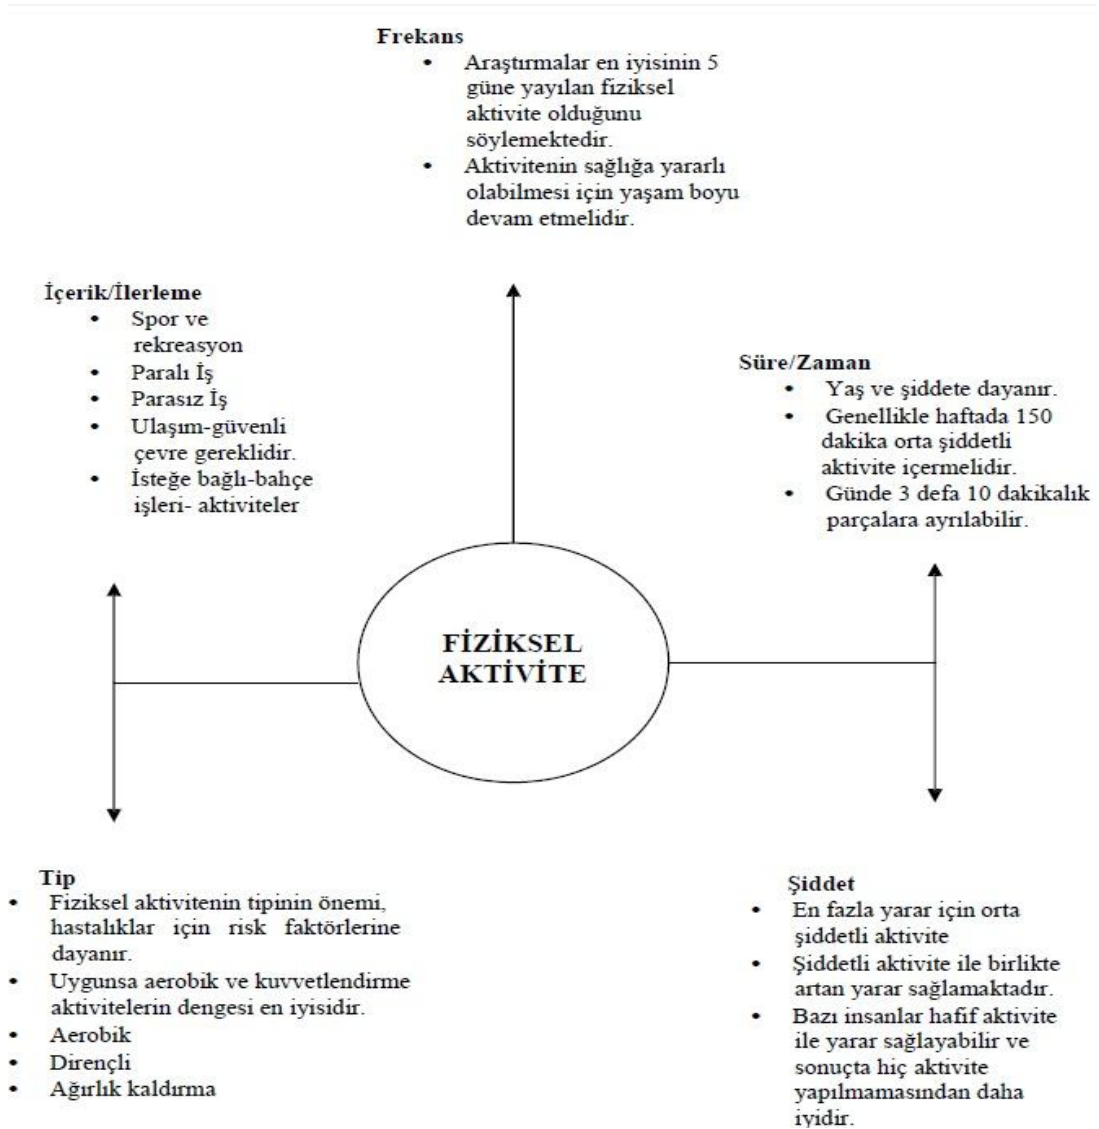 Frekans
• Araştırmalar en iyisinin 5
güne yayılan fiziksel
aktivite olduğunu
söylemektedir.
• Aktivitenin sağlığa yararlı
olabilmesi için yaşam boyu
devam etmelidir.
İçerik/İlerleme
• Spor ve
rekreasyon
• Paralı İş
• Parasız İş
• Ulaşım-güvenli
çevre gereklidir.
• İsteğe bağlı-bahçe
işleri- aktiviteler
Süre/Zaman
• Yaş ve şiddete dayanır.
• Genellikle haftada 150
dakika orta şiddetli
aktivite içermelidir.
• Günde 3 defa 10 dakikalık
parçalara ayrılabilir.
FİZİKSEL
AKTİVİTE
Tip
• Fiziksel aktivitenin tipinin önemi,
hastalıklar için risk faktörlerine
dayanır.
• Uygunsa aerobik ve kuvvetlendirme
aktivitelerin dengesi en iyisidir.
• Aerobik
• Dirençli
• Ağırlık kaldırma
Şiddet
• En fazla yarar için orta
şiddetli aktivite
• Şiddetli aktivite ile birlikte
artan yarar sağlamaktadır.
• Bazı insanlar hafif aktivite
ile yarar sağlayabilir ve
sonuçta hiç aktivite
yapılmamasından daha
iyidir.